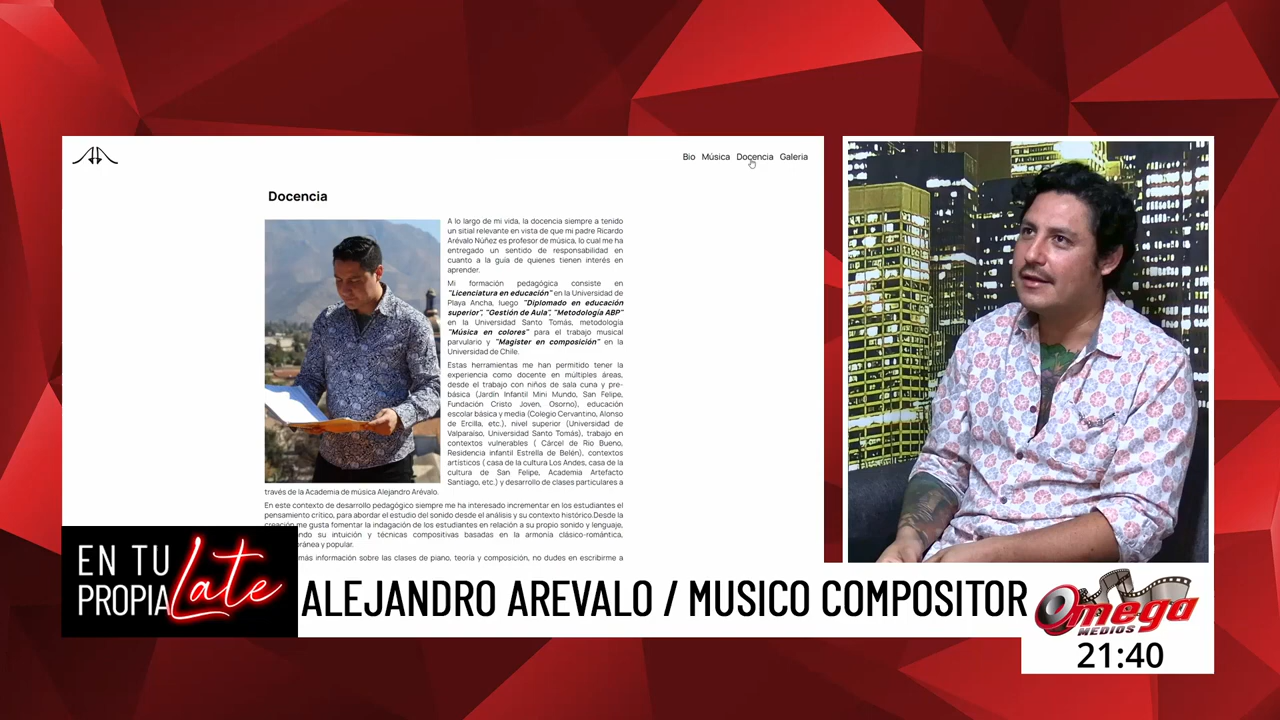 Bio Música Docencia Galeria
Docencia
A lo largo de mi vida, la docencia siempre a tenido
un sitial relevante en vista de que mi padre Ricardo
Arévalo Núñez es profesor de música, lo cual me ha
entregado un sentido de responsabilidad en
cuanto a la guía de quienes tienen interés en
aprender.
Mi formación pedagógica consiste en
"Licenciatura en educación" en la Universidad de
Playa Ancha, luego "Diplomado en educación
superior", "Gestión de Aula", "Metodología ABP"
en la Universidad Santo Tomás, metodología
"Música en colores" para el trabajo musical
parvulario y "Magister en composición" en la
Universidad de Chile.
Estas herramientas me han permitido tener la
experiencia como docente en múltiples áreas,
desde el trabajo con niños de sala cuna y pre-
básica (Jardín Infantil Mini Mundo, San Felipe,
Fundación Cristo Joven, Osorno), educación
escolar básica y media (Colegio Cervantino, Alonso
de Ercilla, etc.), nivel superior (Universidad de
Valparaíso, Universidad Santo Tomás), trabajo en
contextos vulnerables ( Cárcel de Rio Bueno,
Residencia infantil Estrella de Belén), contextos
artísticos ( casa de la cultura Los Andes, casa de la
cultura de San Felipe, Academia Artefacto
Santiago, etc.) y desarrollo de clases particulares a
través de la Academia de música Alejandro Arévalo.
En este contexto de desarrollo pedagógico siempre me ha interesado incrementar en los estudiantes el
pensamiento crítico, para abordar el estudio del sonido desde el análisis y su contexto histórico.Desde la
creación me gusta fomentar la indagación de los estudiantes en relación a su propio sonido y lenguaje,
su intuición y técnicas compositivas basadas en la armonía clásico-romántica,
y popular.
más información sobre las clases de piano, teoría y composición, no dudes en escribirme a
EN TU
PROPIA Late
ALEJANDRO AREVALO / MUSICO COMPOSITOR
Omega
MEDIOS
21:40